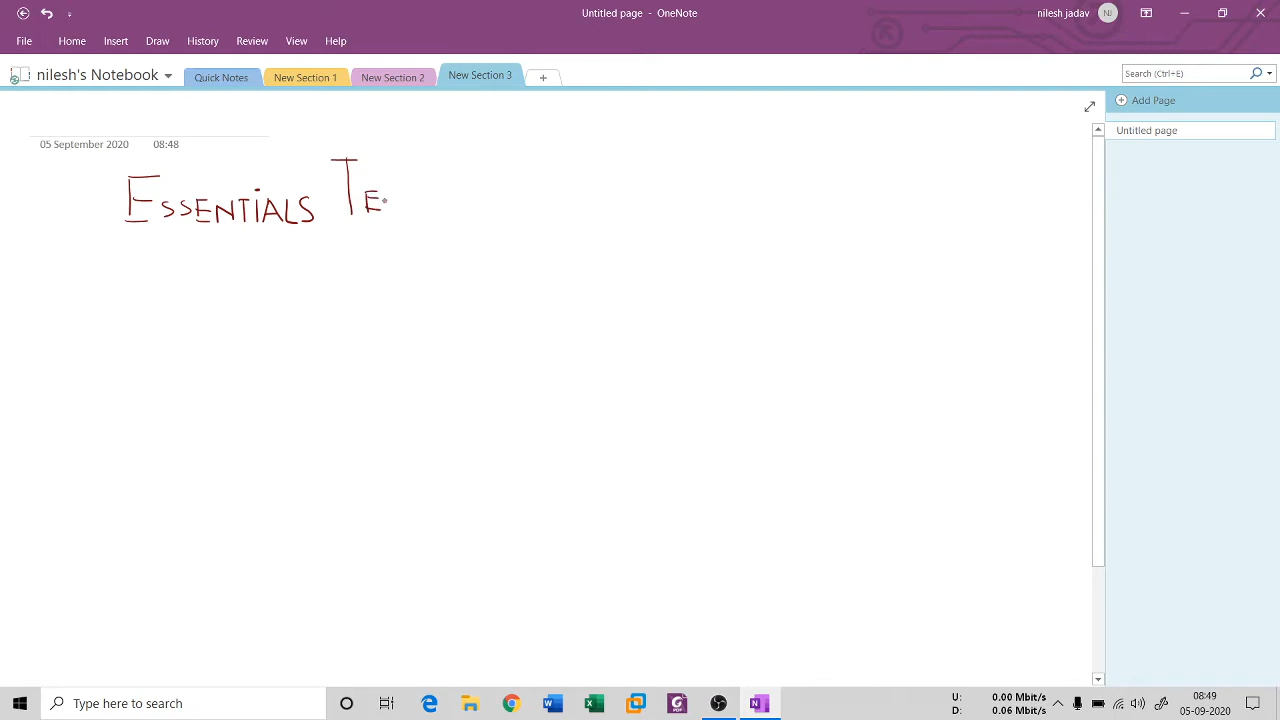 Untitled page - OneNote
nilesh jadav
NJ
File Home Insert Draw History Review View Help
nilesh's Notebook
Quick Notes
New Section 1
New Section 2
New Section 3
Search (Ctrl+E)
Add Page
Untitled page
05 September 2020 08:48
ESSENTiALS TE
Type here to search
U: 0.00 Mbit/s
D: 0.06 Mbit/s
08:49
05-09-2020